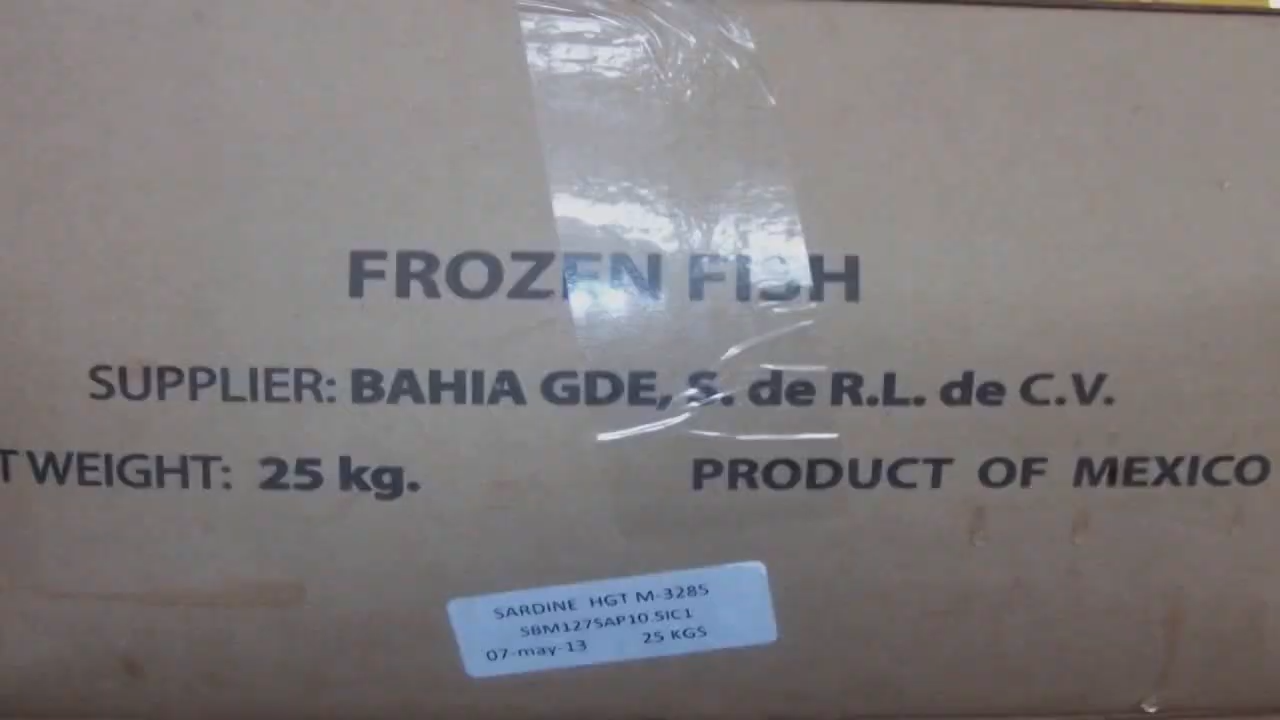 FROZEN FISH
SUPPLIER: BAHIA GDE, S. de R.L. de C.V.
T WEIGHT: 25 kg. PRODUCT OF MEXICO
SARDINE HGT M-3285
SBM127SAP10.5IC1
07-may-13 25 KGS